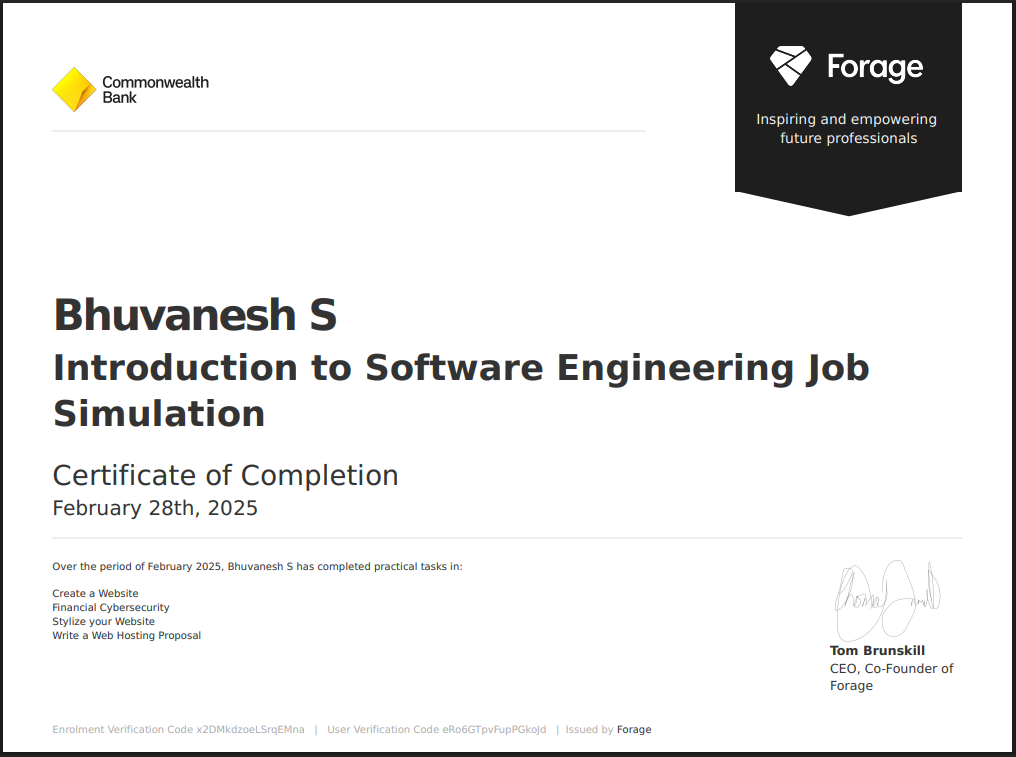 Commonwealth
Bank
Forage
Inspiring and empowering
future professionals
Bhuvanesh S
Introduction to Software Engineering Job
Simulation
Certificate of Completion
February 28th, 2025
Over the period of February 2025, Bhuvanesh S has completed practical tasks in:
Create a Website
Financial Cybersecurity
Stylize your Website
Write a Web Hosting Proposal
Tom Brunskill
CEO, Co-Founder of
Forage
Enrolment Verification Code x2DMkdzoeLSrqEMna | User Verification Code eRo6GTpvFupPGkoJd | Issued by Forage